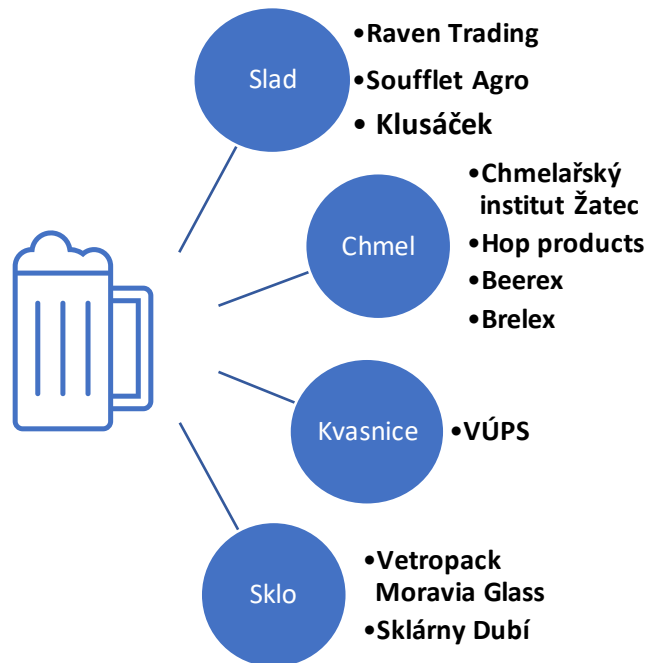 Slad
•Raven Trading
•Soufflet Agro
• Klusáček
Chmel
•Chmelařský
institut Žatec
•Hop products
•Beerex
•Brelex
Kvasnice
•VÚPS
Sklo
•Vetropack
Moravia Glass
•Sklárny Dubí